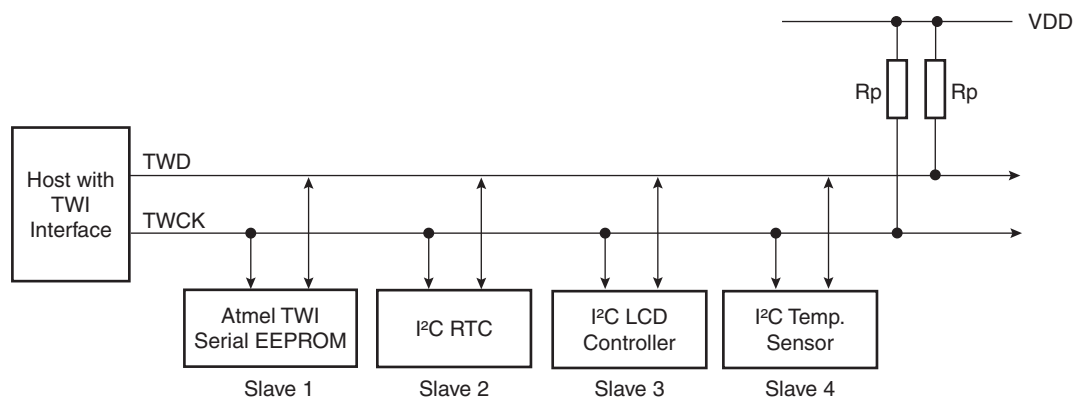 VDD
Rp
Rp
Host with
TWI
Interface
TWD
TWCK
Atmel TWI
Serial EEPROM
I²C RTC
I²C LCD
Controller
I²C Temp.
Sensor
Slave 1
Slave 2
Slave 3
Slave 4